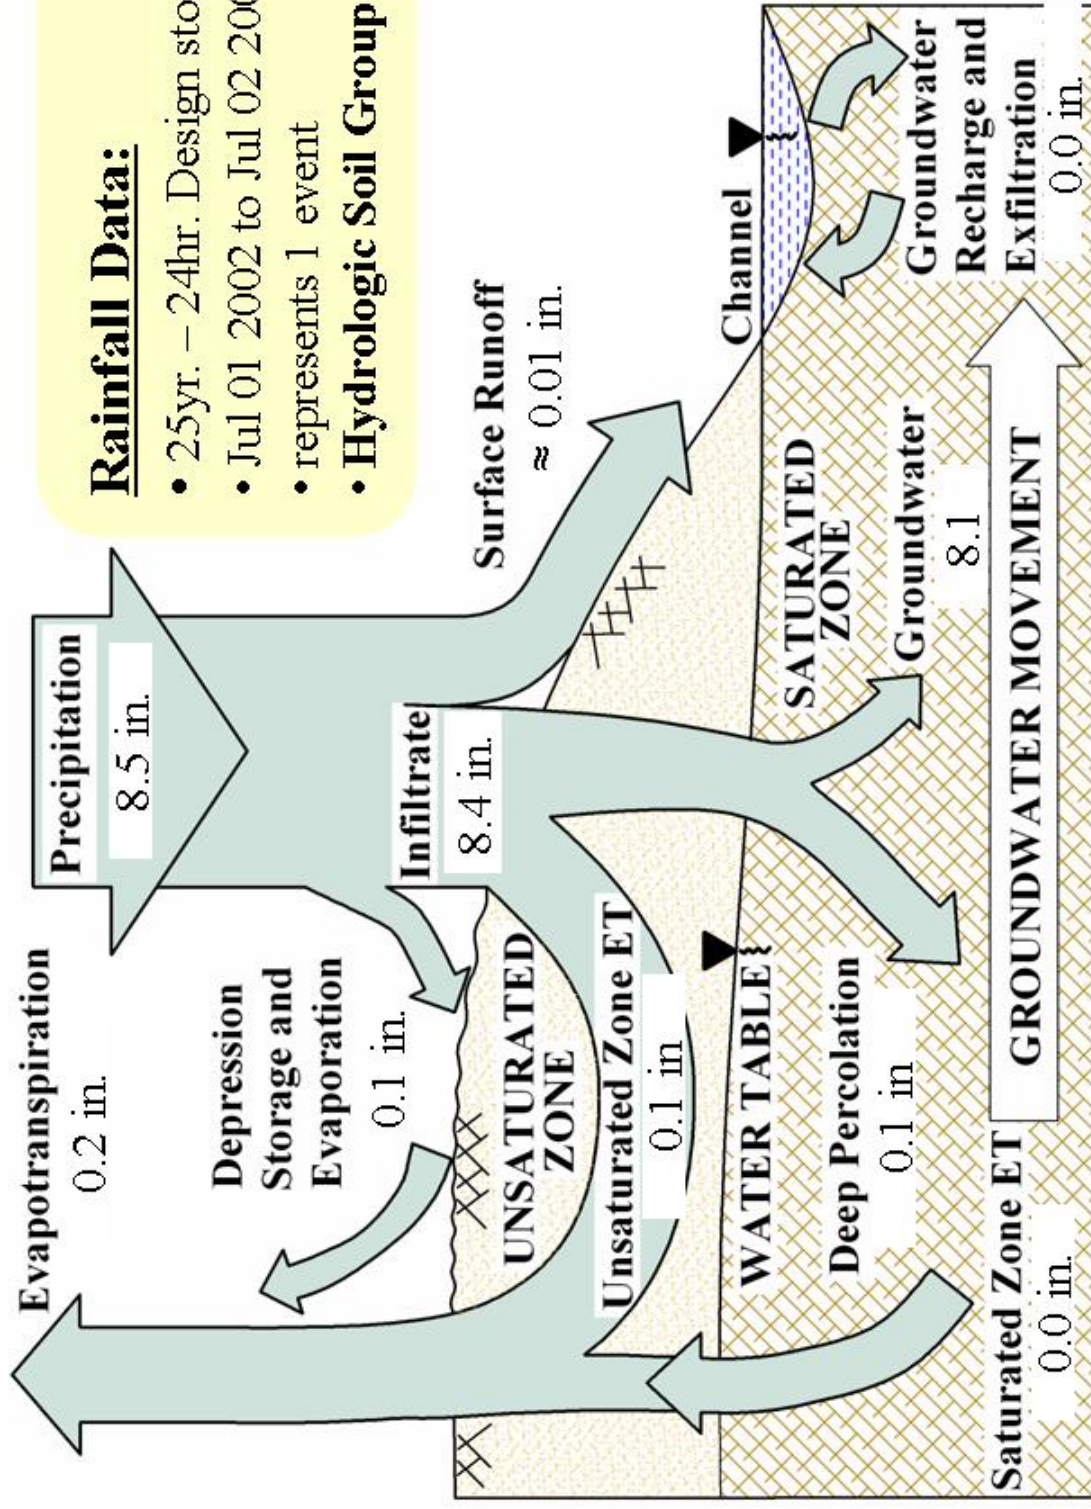 Rainfall Data:
• 25yr. – 24hr. Design
• Jul 01 2002 to Jul 02
• represents 1 event
• Hydrologic Soil Group
Evapotranspiration
0.2 in.
Precipitation
8.5 in.
Depression
Storage and
Evaporation
0.1 in.
Infiltrate
8.4 in.
Surface Runoff
≈ 0.01 in.
UNSATURATED
ZONE
Unsaturated Zone ET
0.1 in
Channel
WATER TABLE
SATURATED
ZONE
Deep Percolation
0.1 in
Groundwater
8.1
Groundwater
Recharge and
Exfiltration
0.0 in.
Saturated Zone ET
0.0 in.
GROUNDWATER MOVEMENT